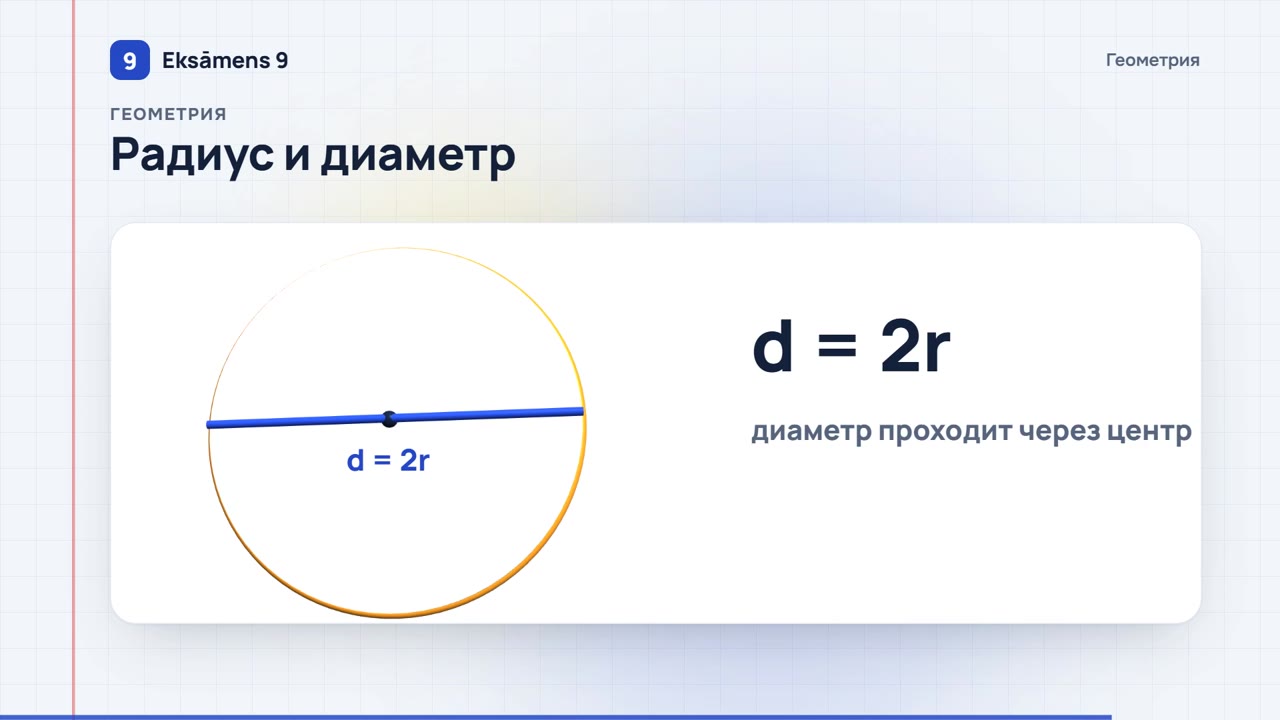 9 Eksāmens 9
Геометрия
ГЕОМЕТРИЯ
Радиус и диаметр
d = 2r
диаметр проходит через центр
d = 2r